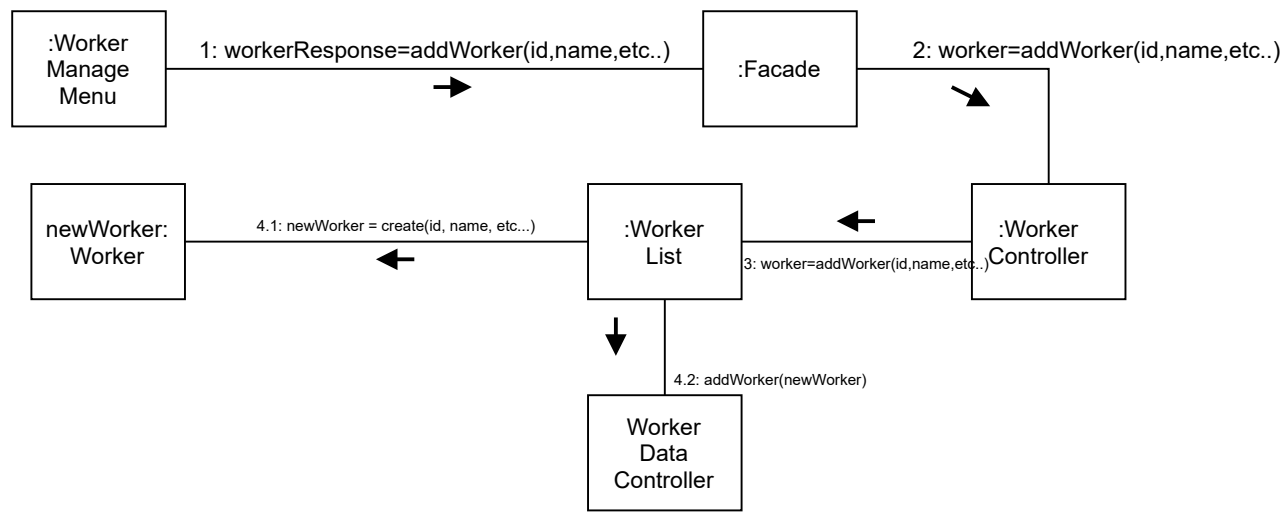 :Worker
Manage
Menu
1: workerResponse=addWorker(id,name,etc..)
:Facade
2: worker=addWorker(id,name,etc..)
newWorker:
Worker
4.1: newWorker = create(id, name, etc...)
:Worker
List
3: worker=addWorker(id,name,etc..)
:Worker
Controller
4.2: addWorker(newWorker)
Worker
Data
Controller